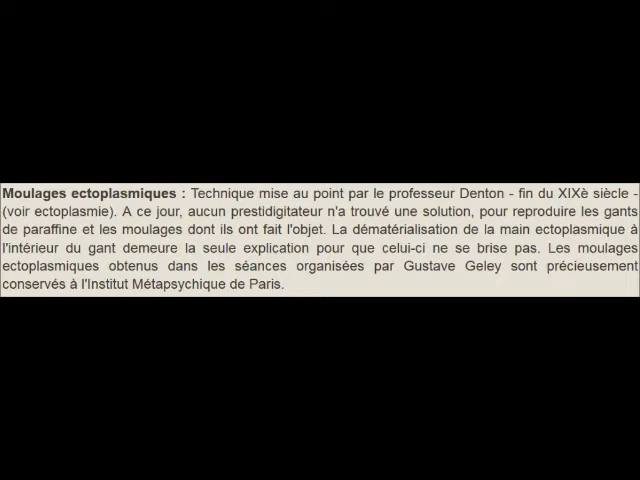 Moulages ectoplasmiques : Technique mise au point par le professeur Denton - fin du XIXè siècle -
(voir ectoplasmie). A ce jour, aucun prestidigitateur n'a trouvé une solution, pour reproduire les gants
de paraffine et les moulages dont ils ont fait l'objet. La dématérialisation de la main ectoplasmique à
l'intérieur du gant demeure la seule explication pour que celui-ci ne se brise pas. Les moulages
ectoplasmiques obtenus dans les séances organisées par Gustave Geley sont précieusement
conservés à l'Institut Métapsychique de Paris.